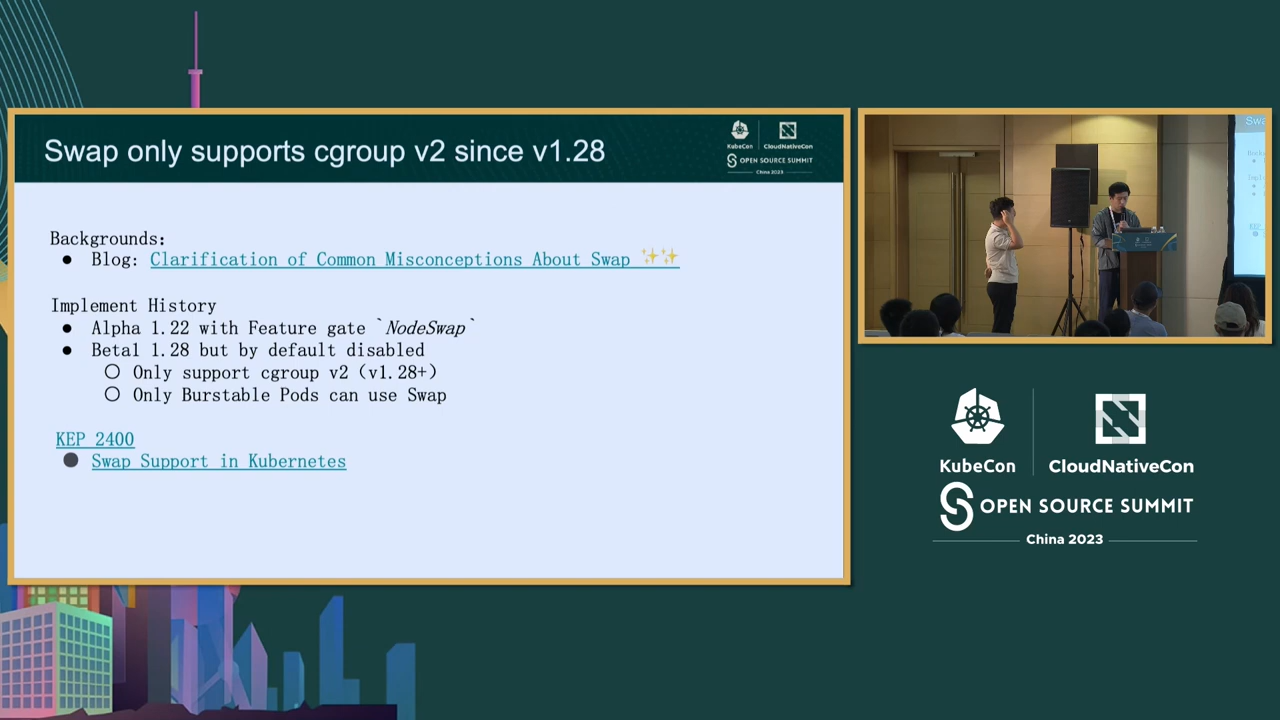 Swap only supports cgroup v2 since v1.28
KubeCon
CloudNativeCon
OPEN SOURCE SUMMIT
China 2023
Backgrounds:
● Blog: Clarification of Common Misconceptions About Swap ✨✨
Implement History
● Alpha 1.22 with Feature gate `NodeSwap`
● Beta1 1.28 but by default disabled
○ Only support cgroup v2 (v1.28+)
○ Only Burstable Pods can use Swap
KEP 2400
● Swap Support in Kubernetes
Swa
KubeCon
CloudNativeCon
OPEN SOURCE SUMMIT
China 2023